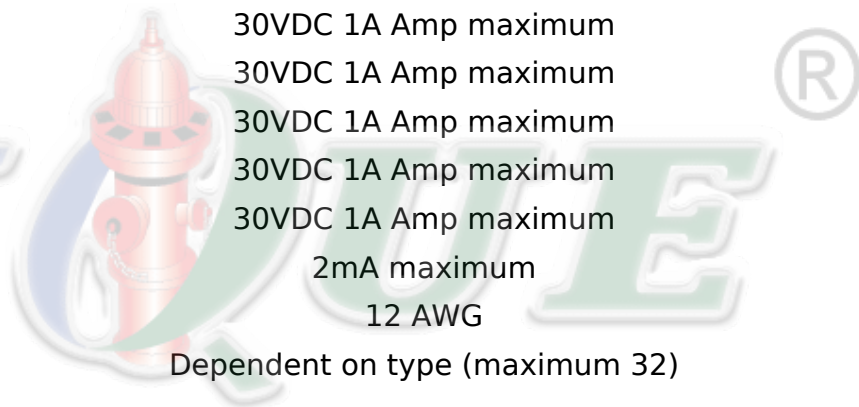 30VDC 1A Amp maximum
®
30VDC 1A Amp maximum
30VDC 1A Amp maximum
30VDC 1A Amp maximum
30VDC 1A Amp maximum
QUE
2mA maximum
12 AWG
Dependent on type (maximum 32)